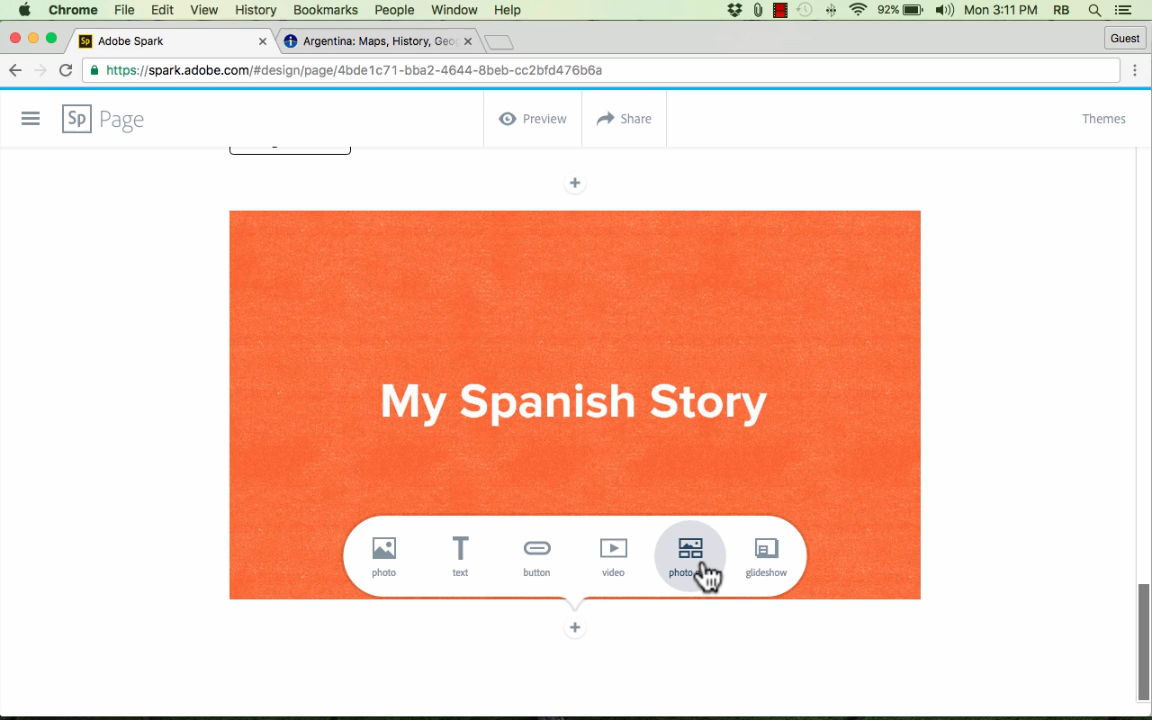 Chrome File Edit View History Bookmarks People Window Help 92% Mon 3:11 PM RB
Adobe Spark
Argentina: Maps, History, Geog
Guest
https://spark.adobe.com/#design/page/4bde1c71-bba2-4644-8beb-cc2bfd476b6a
Sp Page Preview Share Themes
My Spanish Story
photo text button video photo glideshow